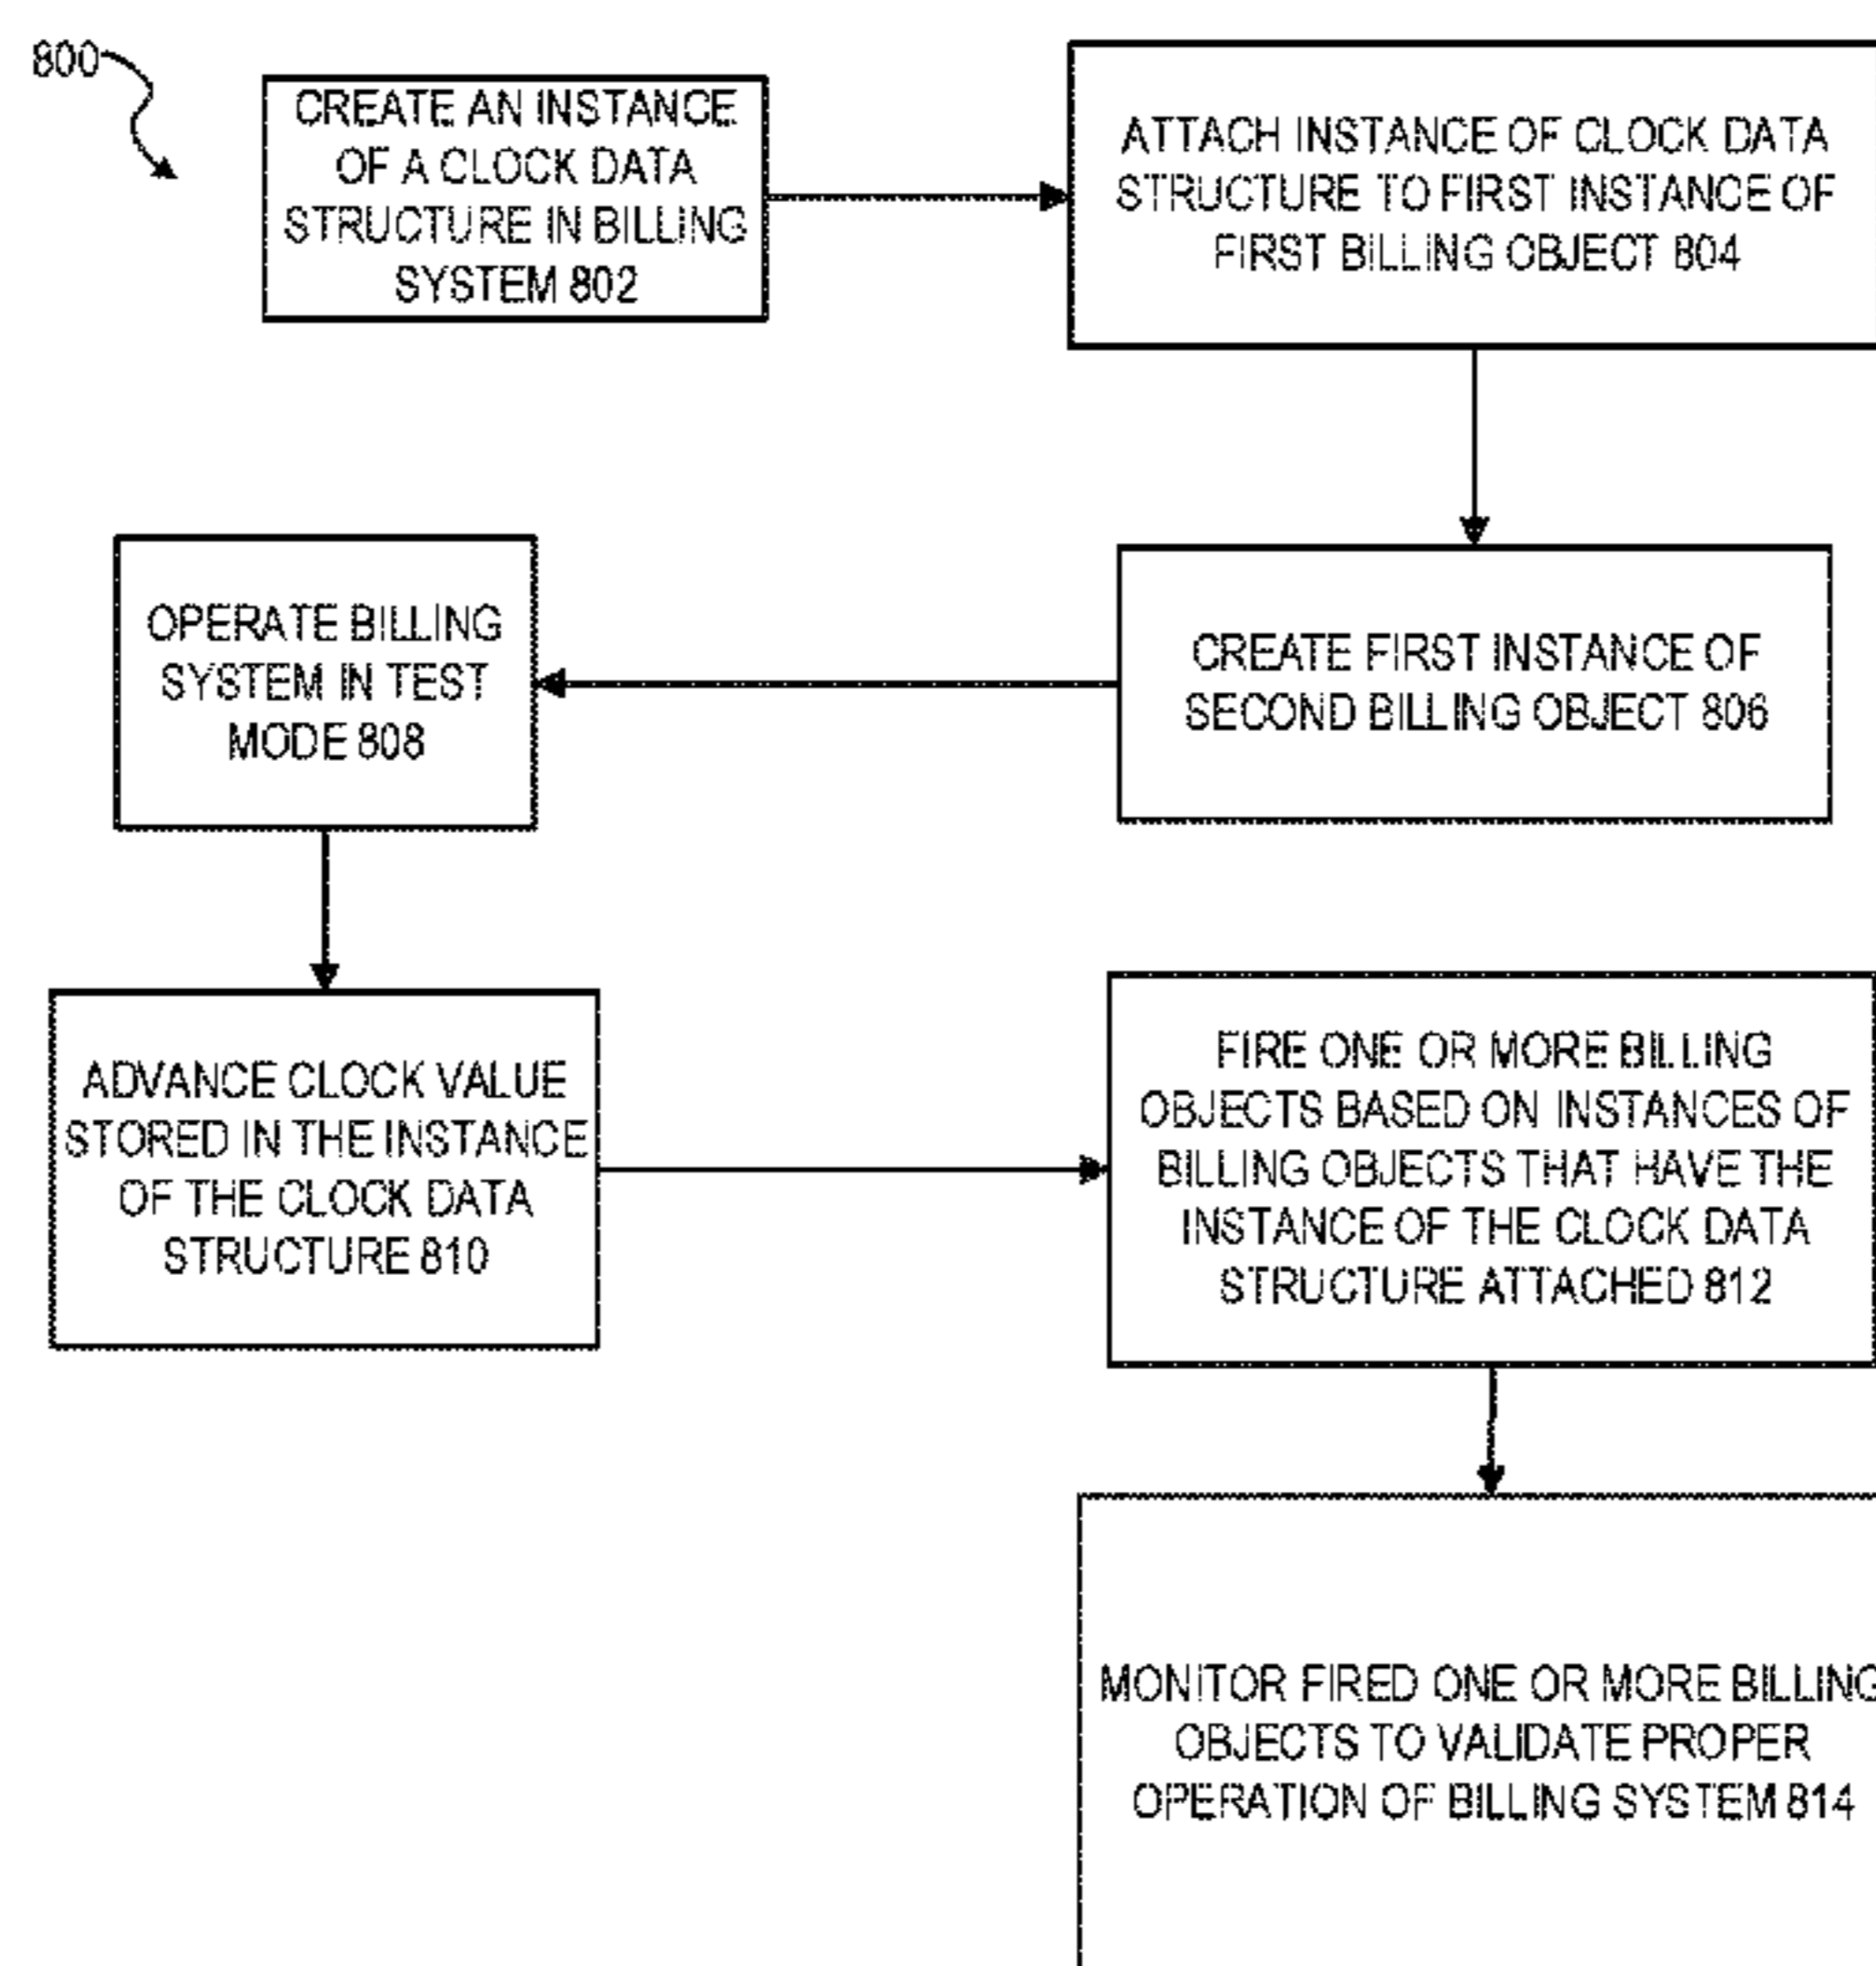 800
CREATE AN INSTANCE
OF A CLOCK DATA
STRUCTURE IN BILLING
SYSTEM 802
ATTACH INSTANCE OF CLOCK DATA
STRUCTURE TO FIRST INSTANCE OF
FIRST BILLING OBJECT 804
CREATE FIRST INSTANCE OF
SECOND BILLING OBJECT 806
OPERATE BILLING
SYSTEM IN TEST
MODE 808
ADVANCE CLOCK VALUE
STORED IN THE INSTANCE
OF THE CLOCK DATA
STRUCTURE 810
FIRE ONE OR MORE BILLING
OBJECTS BASED ON INSTANCES OF
BILLING OBJECTS THAT HAVE THE
INSTANCE OF THE CLOCK DATA
STRUCTURE ATTACHED 812
MONITOR FIRED ONE OR MORE BILLING
OBJECTS TO VALIDATE PROPER
OPERATION OF BILLING SYSTEM 814